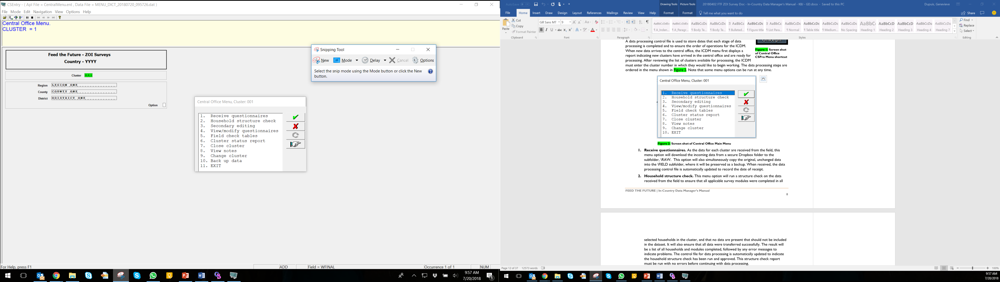 CSEntry - ( Apl File = CentralMenu.ent , Data File = MENU_DICT_20180720_095726.dat )
File Mode Edit Navigation View Options Help
Central Office Menu.
CLUSTER = 1
Feed the Future - ZOI Surveys
Country - YYYY
Cluster 0,0,1
Region LEGION ONE
County COUNTY ONE
District ODISTRICT ONE
Option
Snipping Tool
New Mode Delay Cancel Options
Select the snip mode using the Mode button or click the New
button.
Central Office Menu, Cluster: 001
1. Receive questionnaires
2. Household structure check
3. Secondary editing
4. View/modify questionnaires
5. Field check tables
6. Cluster status report
7. Close cluster
8. View notes
9. Change cluster
10. Back up data
11. EXIT
For Help, press F1
ADD
Field = WFINAL
Occurrence 1 of 1
NUM
9:57 AM
7/20/2018
AutoSave Off
Drawing Tools Picture Tools
20180402 FTF ZOI Survey Doc - In-Country Data Manager's Manual - KBJ - GD.docx - Saved to this PC
Dupuis, Genevieve
File Home Insert Draw Design Layout References Mailings Review View Help Format Format Tell me what you want to do
Share
Paste
Cut
Copy
Format Painter
Clipboard
Gill Sans MT 9
Font
Paragraph
¶ A_Inden... ¶ A_Paragr... ¶ Body Te... ¶ Body Te... ¶ Bulleted... ¶ Figure title ¶ List Para... ¶ Normal ¶ Table title ¶ Medium... No Spacing Heading 1 Heading 2 Heading 3 Heading 4 Heading 7
Styles
Find
Replace
Select
Editing
A data processing control file is used to store dates that each stage of data
processing is completed and to ensure the order of operations for the ICDM.
When new data arrives to the central office, the ICDM menu first displays a
report indicating new clusters have arrived in the central office and are ready for
processing. After reviewing the list of clusters available for processing, the ICDM
must enter the cluster number in which they would like to begin working. The data processing steps are
ordered in the menu shown in Figure 2. Note that some menu options can be run at any time.
Office.pff
Figure 1: Screen shot
of Central Office
CSPro Menu shortcut
Central Office Menu, Cluster: 001
1. Receive questionnaires
2. Household structure check
3. Secondary editing
4. View/modify questionnaires
5. Field check tables
6. Cluster status report
7. Close cluster
8. View notes
9. Change cluster
10. EXIT
Figure 2: Screen shot of Central Office Main Menu
1. Receive questionnaires. As the data for each cluster are received from the field, this
menu option will download the incoming data from a secure Dropbox folder to the
subfolder, \RAW. This option will also simultaneously copy the original, unchanged data
into the \FIELD subfolder, where it will be preserved as a backup. When received, the data
processing control file is automatically updated to record the date of receipt.
2. Household structure check. This menu option will run a structure check on the data
received from the field to ensure that all applicable survey modules were completed in all
FEED THE FUTURE | In-Country Data Manager's Manual
8
selected households in the cluster, and that no data are present that should not be included
in the dataset. It will also ensure that all data were transferred successfully. The result will
be a list of all households and modules completed, followed by any error messages to
indicate problems. The control file for data processing is automatically updated to indicate
the household structure check has been run and approved. This structure check report
must be run with no errors before continuing with data processing.
Page 12 of 37 12573 words
100%
9:57 AM
7/20/2018